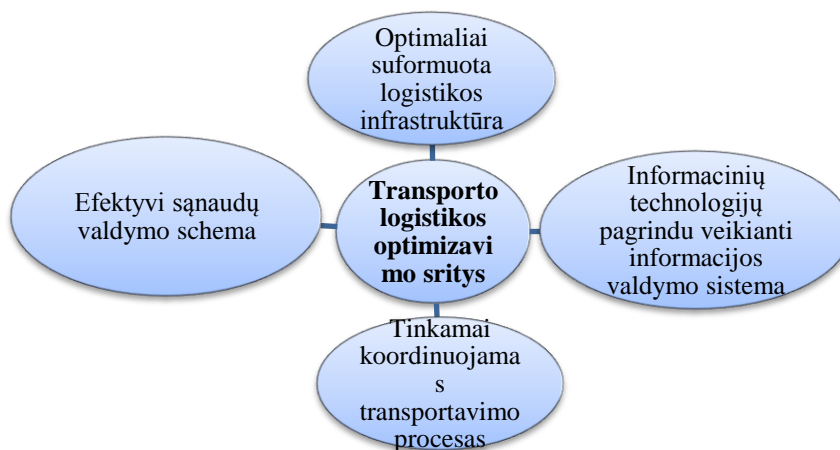 Optimaliai
suformuota
logistikos
infrastruktūra
Efektyvi sąnaudų
valdymo schema
Transporto
logistikos
optimizavi
mo sritys
Informacinių
technologijų
pagrindu veikianti
informacijos
valdymo sistema
Tinkamai
koordinuojama
s
transportavimo
procesas